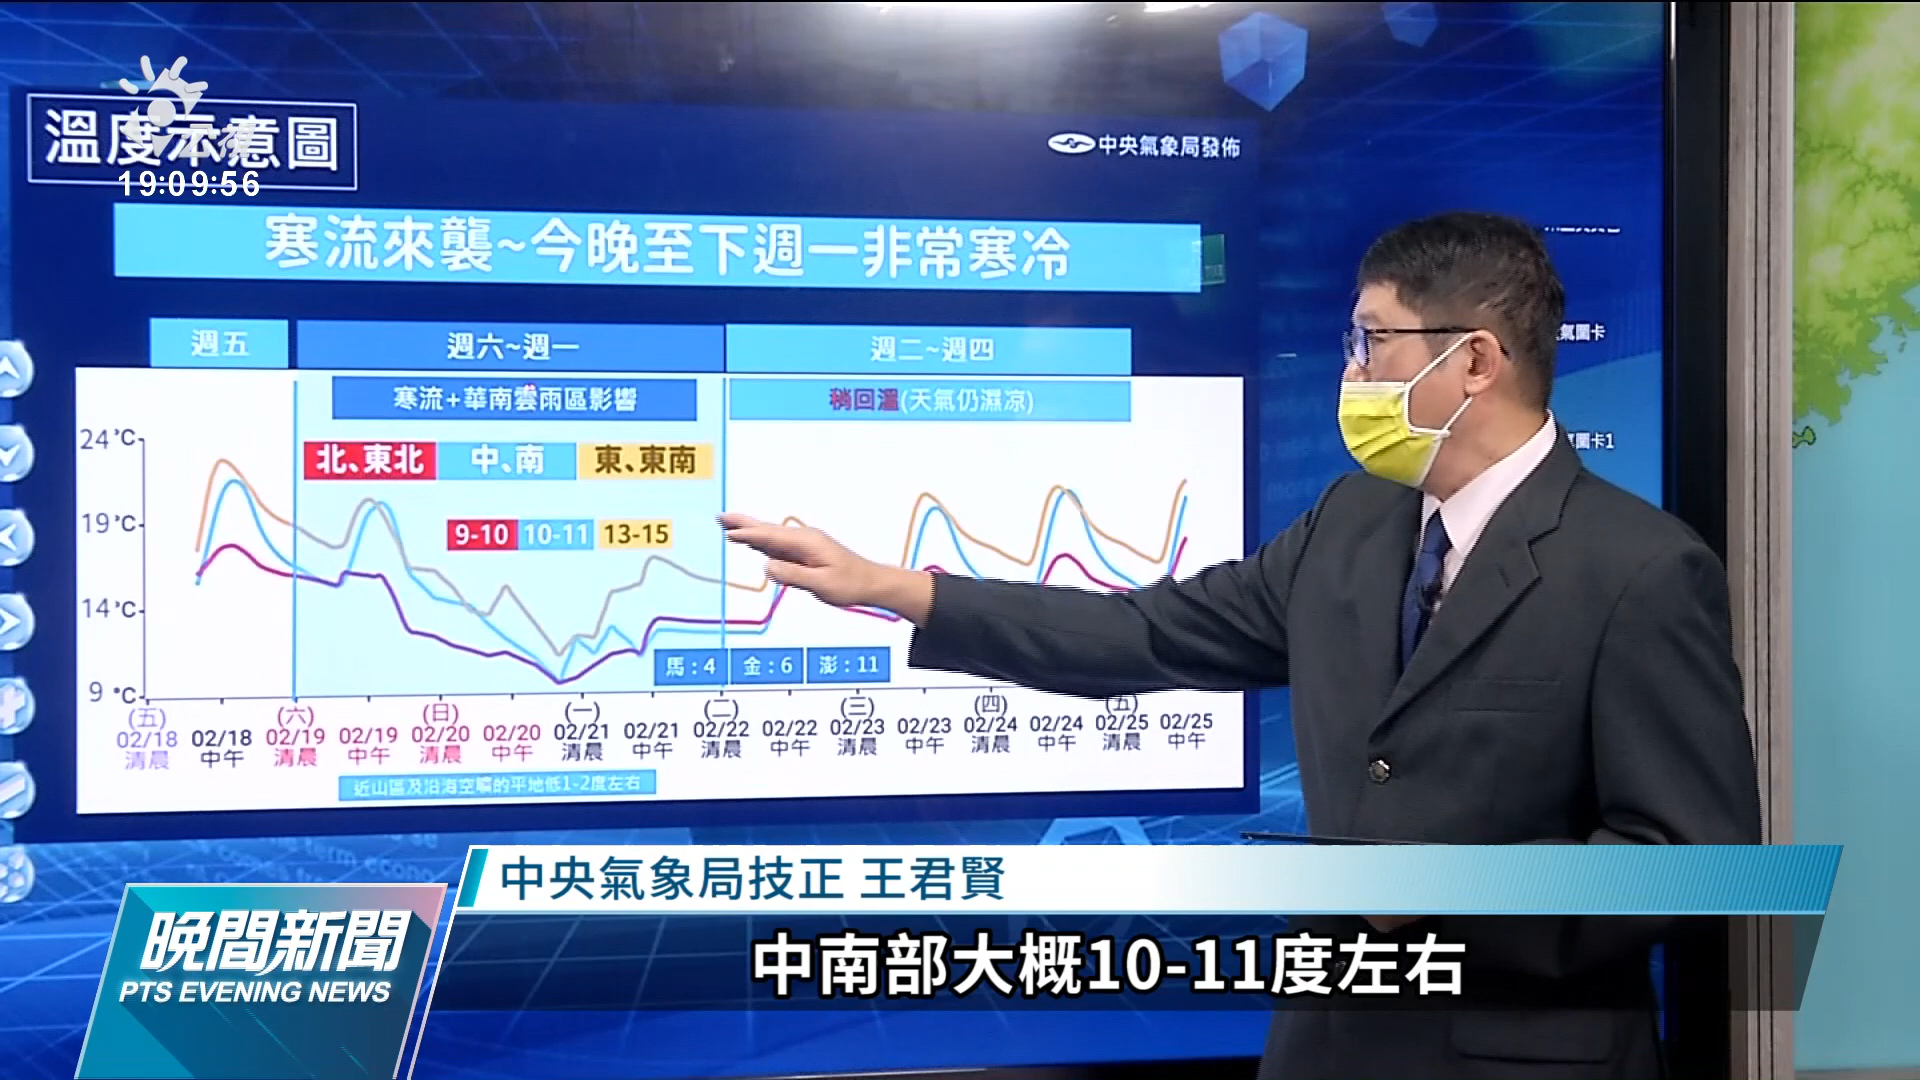 溫度示意圖
公視
19:09:56
中央氣象局發佈
寒流來襲~今晚至下週一非常寒冷
週五
週六~週一
週二~週四
寒流+華南雲雨區影響
稍回溫(天氣仍濕涼)
24°C
19°C
14°C
9°C
北、東北
中、南
東、東南
9-10
10-11
13-15
馬:4
金:6
澎:11
(五)
02/18
清晨
02/18
中午
(六)
02/19
清晨
02/19
中午
(日)
02/20
清晨
02/20
中午
(一)
02/21
清晨
02/21
中午
(二)
02/22
清晨
02/22
中午
(三)
02/23
清晨
02/23
中午
(四)
02/24
清晨
02/24
中午
(五)
02/25
清晨
02/25
中午
近山區及沿海空曠的平地低1-2度左右
氣圖卡
圖卡1
中央氣象局技正 王君賢
中南部大概10-11度左右
晚間新聞
PTS EVENING NEWS